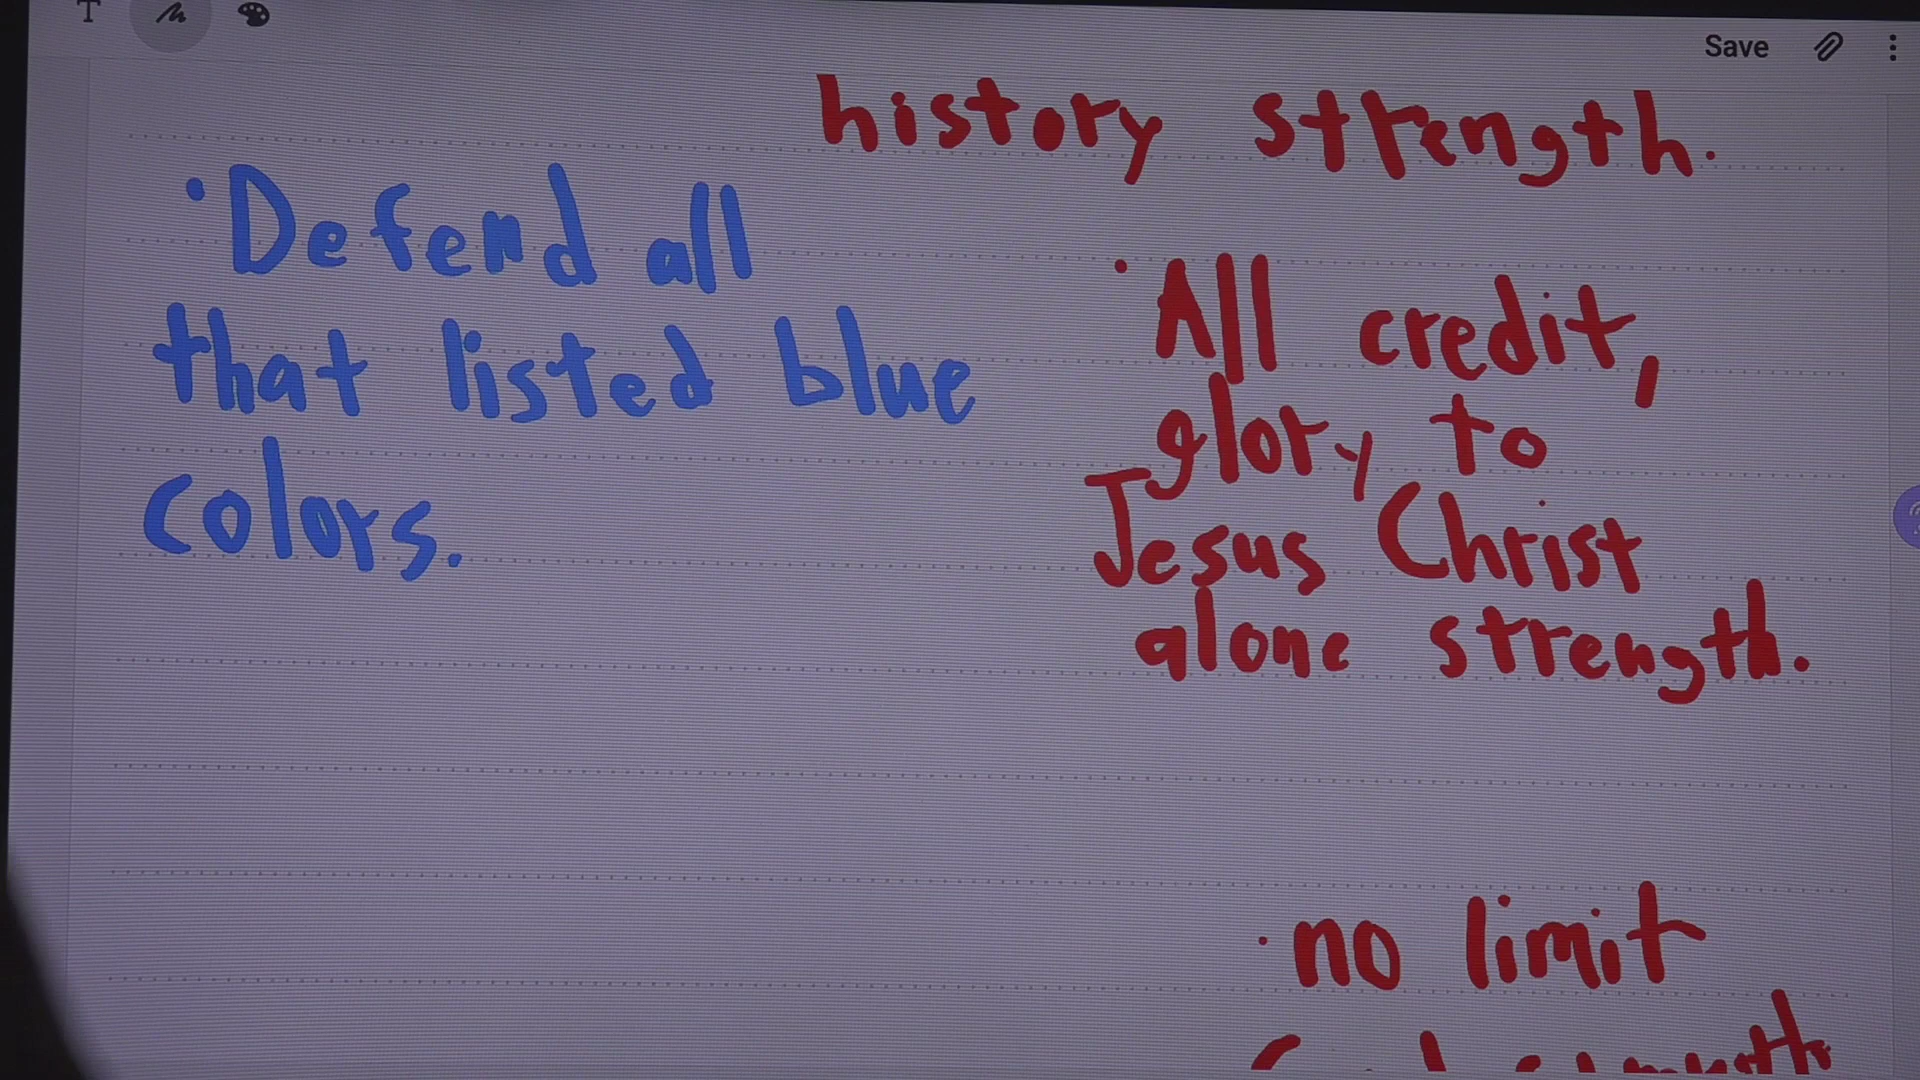 T
Save
history strength.
• Defend all
that listed blue
colors.
• All credit,
glory to
Jesus Christ
alone strength.
• no limit